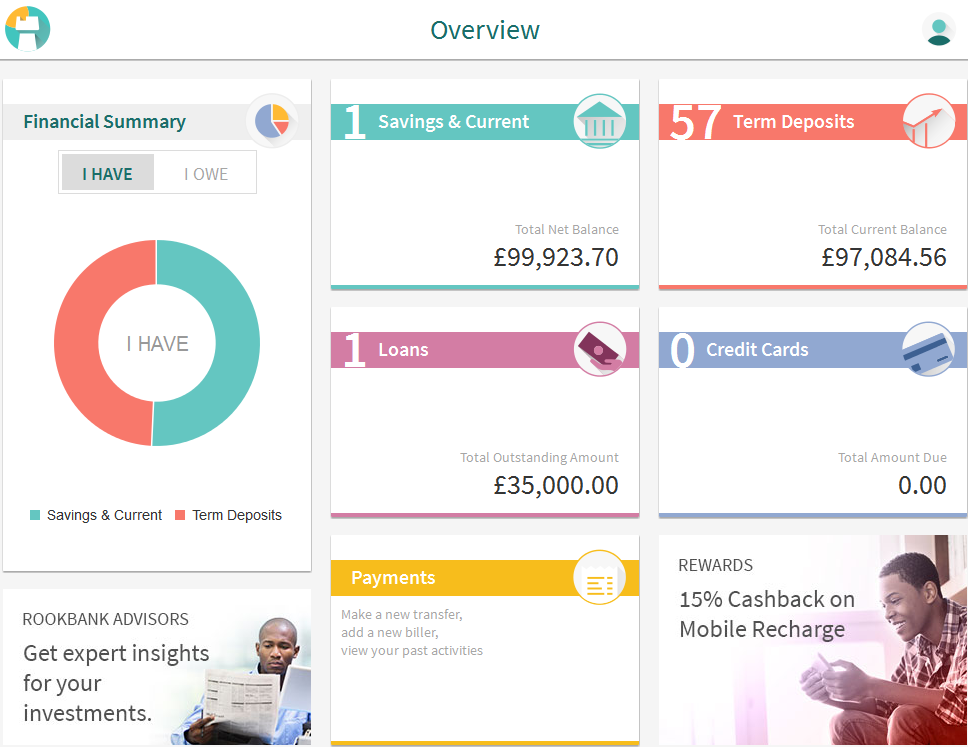 Overview
Financial Summary
I HAVE
I OWE
I HAVE
Savings & Current
Term Deposits
ROOKBANK ADVISORS
Get expert insights
for your
investments.
1 Savings & Current
Total Net Balance
£99,923.70
57 Term Deposits
Total Current Balance
£97,084.56
1 Loans
Total Outstanding Amount
£35,000.00
0 Credit Cards
Total Amount Due
0.00
Payments
Make a new transfer,
add a new biller,
view your past activities
REWARDS
15% Cashback on
Mobile Recharge